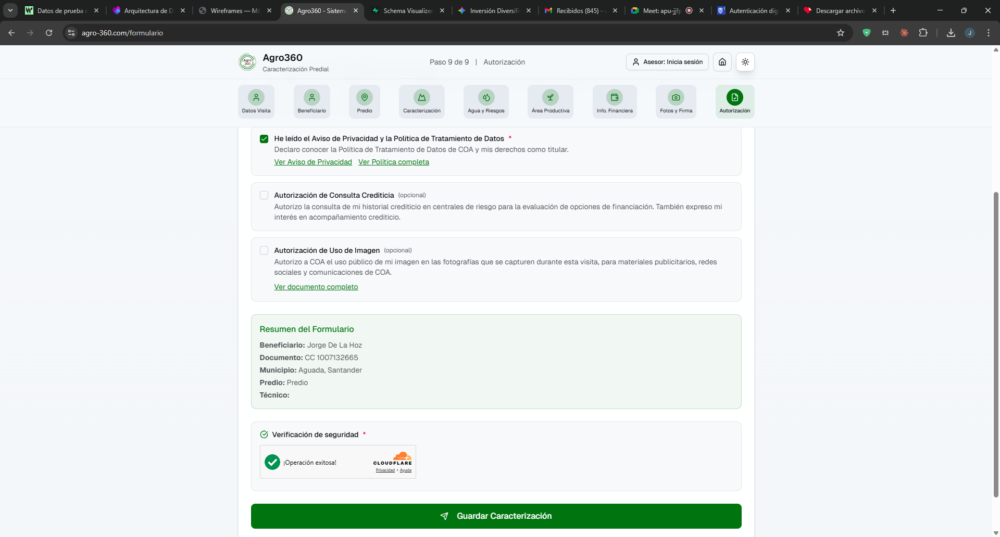 Datos de prueba
Arquitectura de D
Wireframes — Mó
Agro360 - Sistema
Schema Visualizer
Inversión Diversifi
Recibidos (845) -
Meet: apu-jjfp
Autenticación dig
Descargar archivo
agro-360.com/formulario
J
Agro 360
Agro360
Caracterización Predial
Paso 9 de 9 | Autorización
Asesor: Inicia sesión
Datos Visita
Beneficiario
Predio
Caracterización
Agua y Riesgos
Área Productiva
Info. Financiera
Fotos y Firma
Autorización
He leído el Aviso de Privacidad y la Política de Tratamiento de Datos *
Declaro conocer la Política de Tratamiento de Datos de COA y mis derechos como titular.
Ver Aviso de Privacidad Ver Política completa
Autorización de Consulta Crediticia (opcional)
Autorizo la consulta de mi historial crediticio en centrales de riesgo para la evaluación de opciones de financiación. También expreso mi
interés en acompañamiento crediticio.
Autorización de Uso de Imagen (opcional)
Autorizo a COA el uso público de mi imagen en las fotografías que se capturen durante esta visita, para materiales publicitarios, redes
sociales y comunicaciones de COA.
Ver documento completo
Resumen del Formulario
Beneficiario: Jorge De La Hoz
Documento: CC 1007132665
Municipio: Aguada, Santander
Predio: Predio
Técnico:
Verificación de seguridad *
¡Operación exitosa!
CLOUDFLARE
Privacidad • Ayuda
Guardar Caracterización